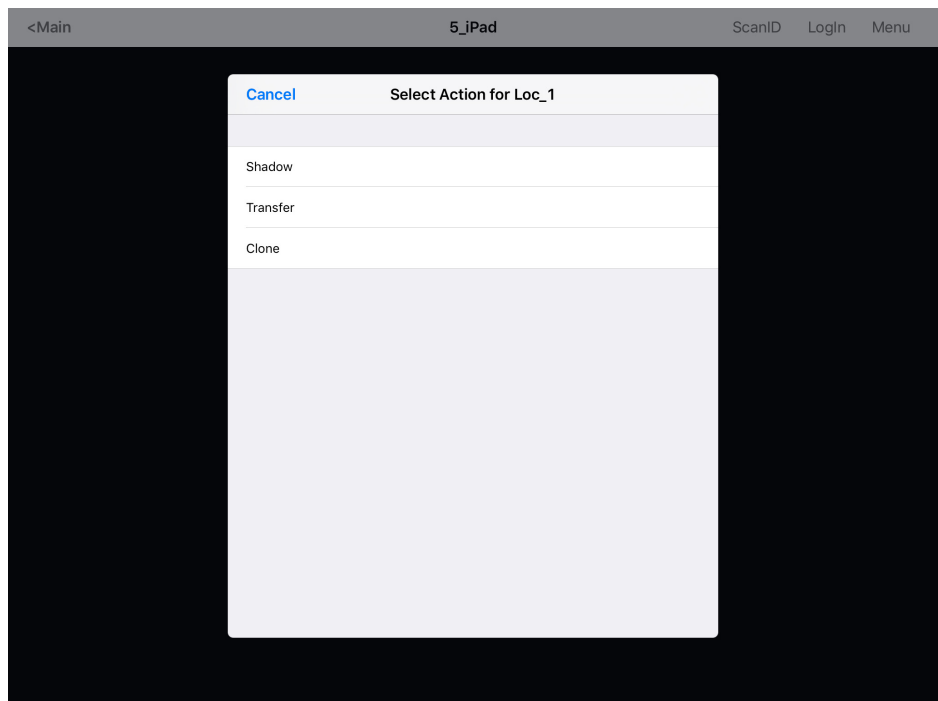 <Main 5_iPad ScanID LogIn Menu
Cancel Select Action for Loc_1
Shadow
Transfer
Clone